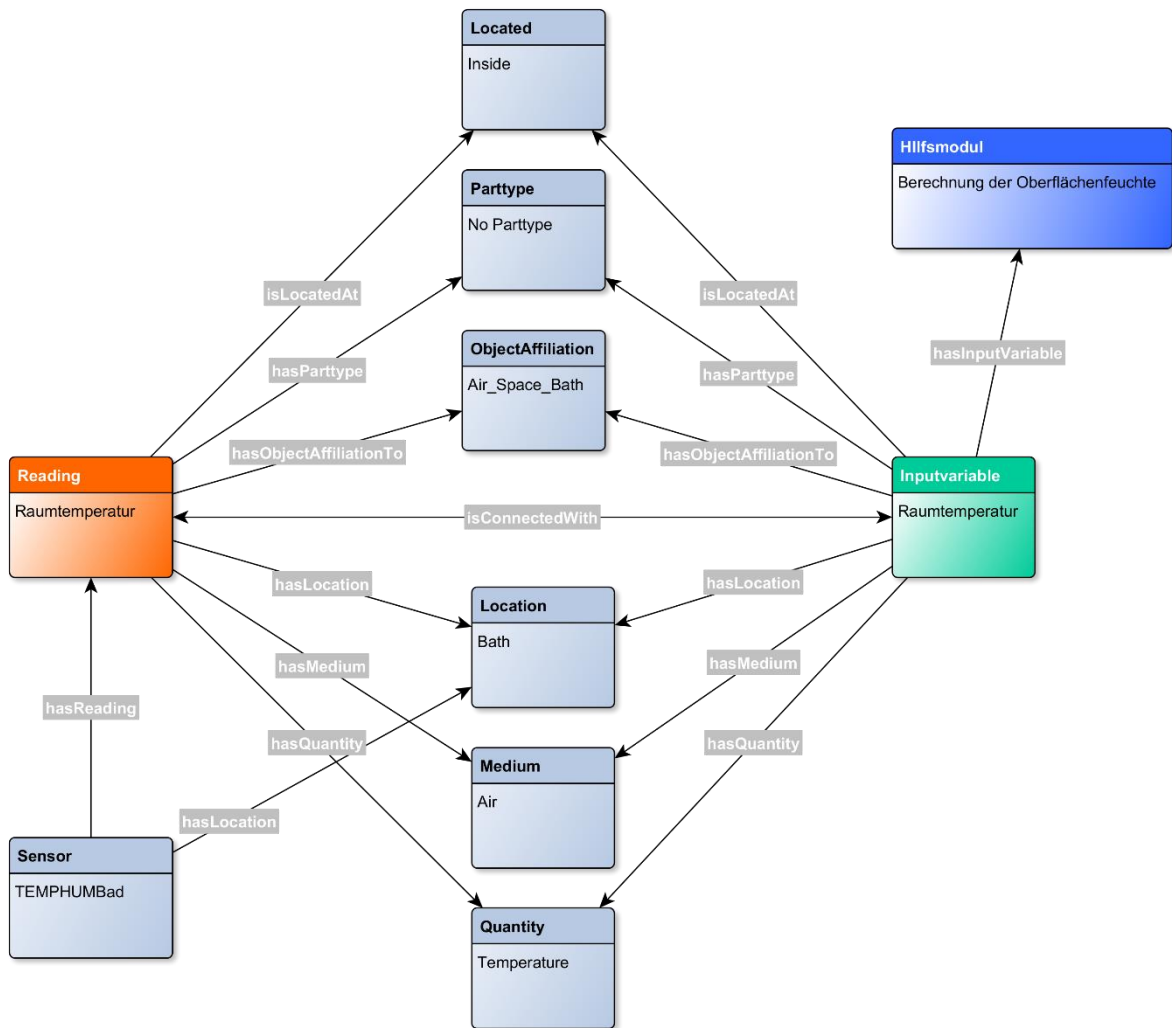 Located
Inside
HIlfsmodul
Berechnung der Oberflächenfeuchte
Parttype
No Parttype
isLocatedAt
isLocatedAt
ObjectAffiliation
Air_Space_Bath
hasInputVariable
hasParttype
hasParttype
hasObjectAffiliationTo
hasObjectAffiliationTo
Reading
Raumtemperatur
Inputvariable
Raumtemperatur
isConnectedWith
hasLocation
hasLocation
Location
Bath
hasMedium
hasMedium
hasReading
hasQuantity
hasQuantity
Medium
Air
hasLocation
Sensor
TEMPHUMBad
Quantity
Temperature